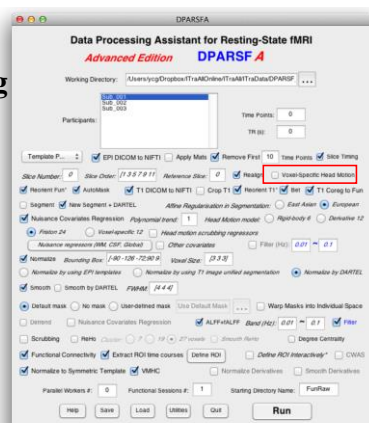 DPARSFA
Data Processing Assistant for Resting-State fMRI
Advanced Edition DPARSF A
g
Working Directory: /Users/ycg/Dropbox/ITraAllOnline/ITraAll/ITraData/DPARSF ...
Sub_001
Sub_002
Sub_003
Participants:
Time Points: 0
TR (s): 0
Template P... EPI DICOM to NIFTI Apply Mats Remove First 10 Time Points Slice Timing
Slice Number: 0 Slice Order: [1 3 5 7 9 11 Reference Slice: 0 Realign Voxel-Specific Head Motion
Reorient Fun* AutoMask T1 DICOM to NIFTI Crop T1 Reorient T1* Bet T1 Coreg to Fun
Segment New Segment + DARTEL Affine Regularisation in Segmentation: East Asian European
Nuisance Covariates Regression Polynomial trend: 1 Head Motion model: Rigid-body 6 Derivative 12
Friston 24 Voxel-specific 12 Head motion scrubbing regressors
Nuisance regressors (WM, CSF, Global) Other covariates Filter (Hz): 0.01 ~ 0.1
Normalize Bounding Box: [-90 -126 -72;90 9 Voxel Size: [3 3 3]
Normalize by using EPI templates Normalize by using T1 image unified segmentation Normalize by DARTEL
Smooth Smooth by DARTEL FWHM: [4 4 4]
Default mask No mask User-defined mask Use Default Mask ... Warp Masks into Individual Space
Detrend Nuisance Covariates Regression ALFF+fALFF Band (Hz): 0.01 ~ 0.1 Filter
Scrubbing ReHo Cluster 7 19 27 voxels Smooth ReHo Degree Centrality
Functional Connectivity Extract ROI time courses Define ROI Define ROI Interactively* CWAS
Normalize to Symmetric Template VMHC Normalize Derivatives Smooth Derivatives
Parallel Workers #: 0 Functional Sessions #: 1 Starting Directory Name: FunRaw
Help Save Load Utilities Quit Run